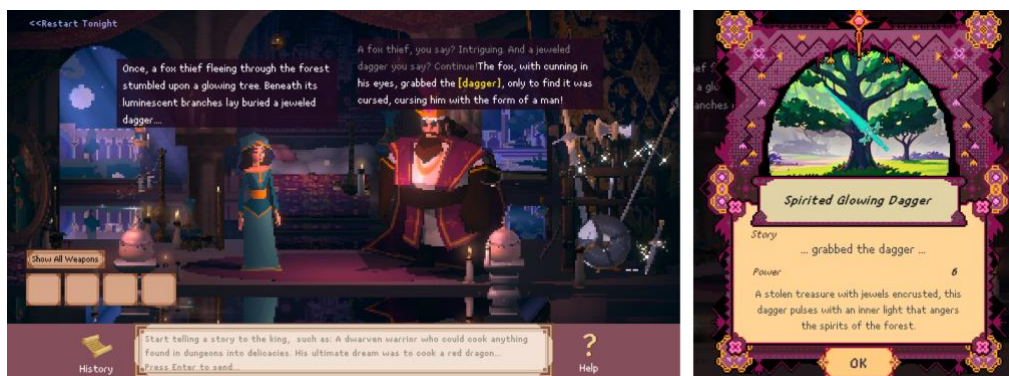 <<Restart Tonight
Once, a fox thief fleeing through the forest
stumbled upon a glowing tree. Beneath its
luminescent branches lay buried a jeweled
dagger....
A fox thief, you say? Intriguing. And a jeweled
dagger you say? Continue!The fox, with cunning in
his eyes, grabbed the [dagger], only to find it was
cursed, cursing him with the form of a man!
Show All Weapons
History
Start telling a story to the king, such as: A dwarven warrior who could cook anything
found in dungeons into delicacies. His ultimate dream was to cook a red dragon...
Press Enter to send...
?
Help
Spirited Glowing Dagger
Story
... grabbed the dagger ...
Power 6
A stolen treasure with jewels encrusted, this
dagger pulses with an inner light that angers
the spirits of the forest.
OK